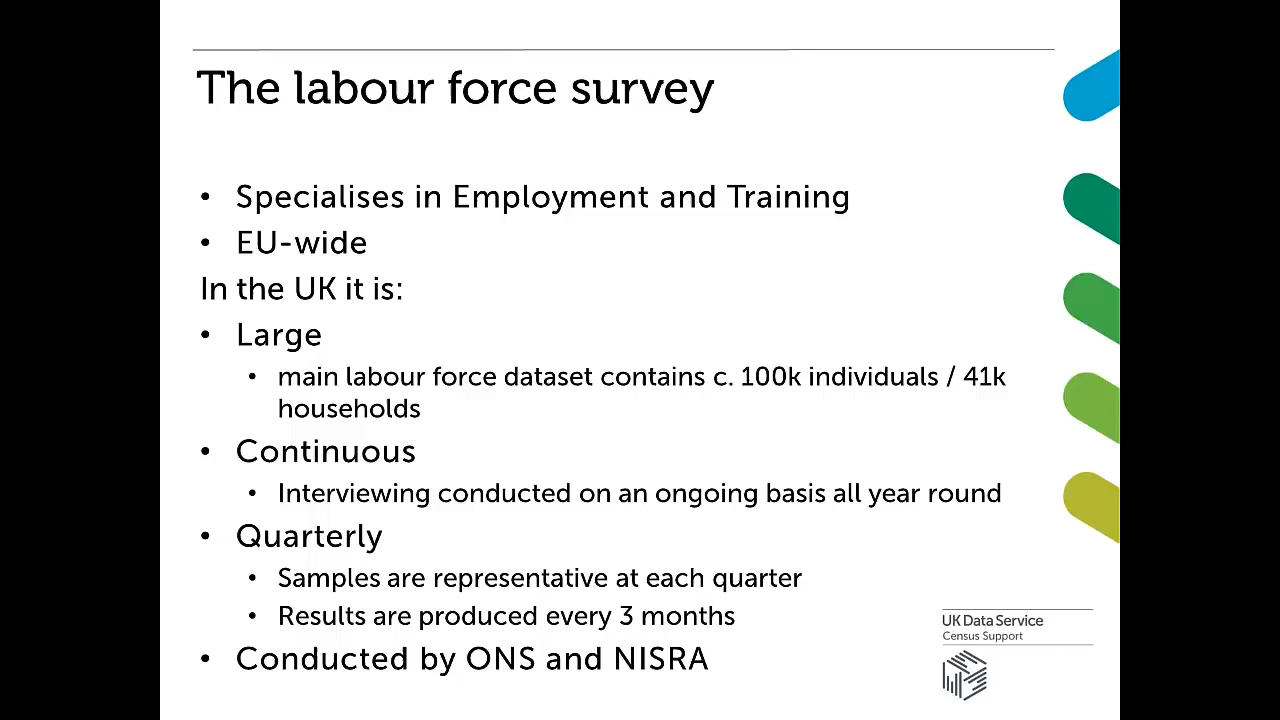 The labour force survey
• Specialises in Employment and Training
• EU-wide
In the UK it is:
• Large
• main labour force dataset contains c. 100k individuals / 41k
households
• Continuous
• Interviewing conducted on an ongoing basis all year round
• Quarterly
• Samples are representative at each quarter
• Results are produced every 3 months
• Conducted by ONS and NISRA
UK Data Service
Census Support